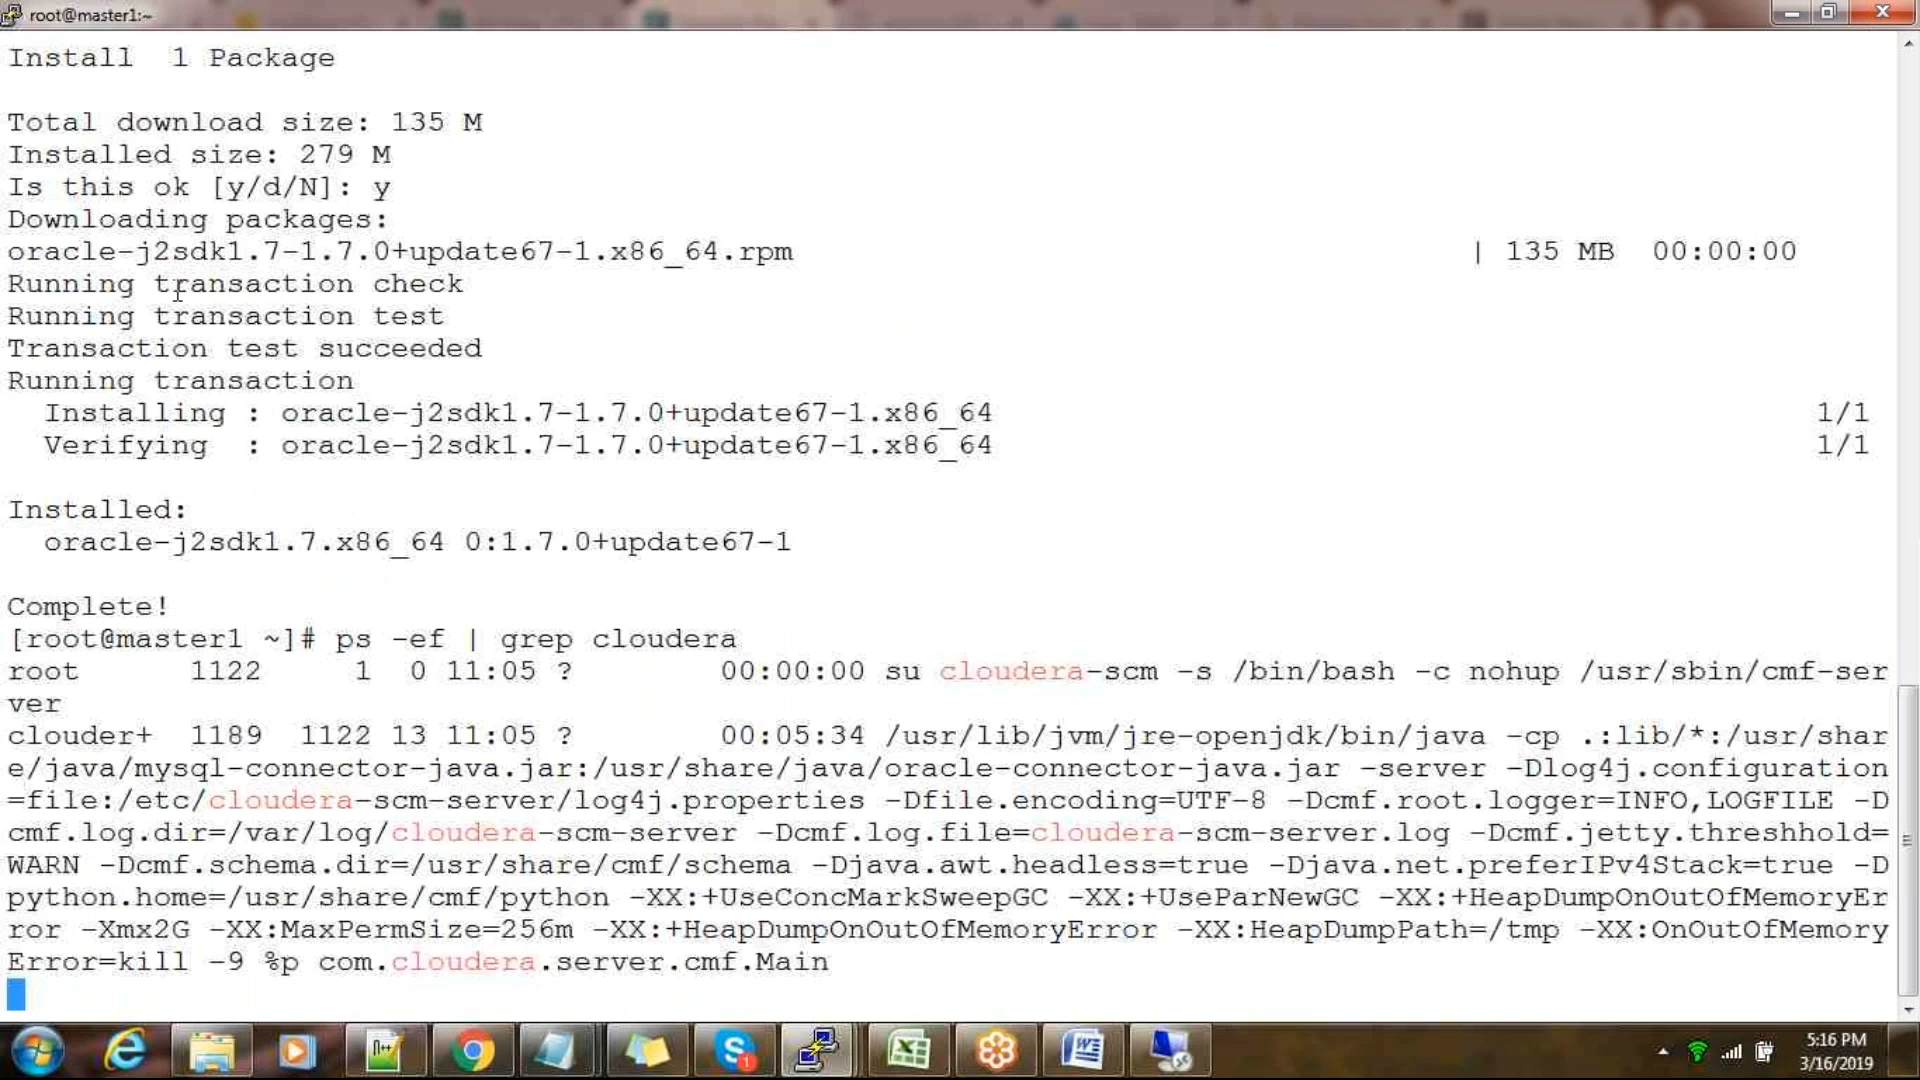 root@master1:~
Install  1 Package
Total download size: 135 M
Installed size: 279 M
Is this ok [y/d/N]: y
Downloading packages:
oracle-j2sdk1.7-1.7.0+update67-1.x86_64.rpm | 135 MB  00:00:00
Running transaction check
Running transaction test
Transaction test succeeded
Running transaction
Installing : oracle-j2sdk1.7-1.7.0+update67-1.x86_64 1/1
Verifying  : oracle-j2sdk1.7-1.7.0+update67-1.x86_64 1/1
Installed:
oracle-j2sdk1.7.x86_64 0:1.7.0+update67-1
Complete!
[root@master1 ~]# ps -ef | grep cloudera
root      1122     1  0 11:05 ?        00:00:00 su cloudera-scm -s /bin/bash -c nohup /usr/sbin/cmf-ser
ver
clouder+  1189  1122 13 11:05 ?        00:05:34 /usr/lib/jvm/jre-openjdk/bin/java -cp .:lib/*:/usr/shar
e/java/mysql-connector-java.jar:/usr/share/java/oracle-connector-java.jar -server -Dlog4j.configuration
=file:/etc/cloudera-scm-server/log4j.properties -Dfile.encoding=UTF-8 -Dcmf.root.logger=INFO,LOGFILE -D
cmf.log.dir=/var/log/cloudera-scm-server -Dcmf.log.file=cloudera-scm-server.log -Dcmf.jetty.threshhold=
WARN -Dcmf.schema.dir=/usr/share/cmf/schema -Djava.awt.headless=true -Djava.net.preferIPv4Stack=true -D
python.home=/usr/share/cmf/python -XX:+UseConcMarkSweepGC -XX:+UseParNewGC -XX:+HeapDumpOnOutOfMemoryEr
ror -Xmx2G -XX:MaxPermSize=256m -XX:+HeapDumpOnOutOfMemoryError -XX:HeapDumpPath=/tmp -XX:OnOutOfMemory
Error=kill -9 %p com.cloudera.server.cmf.Main
5:16 PM
3/16/2019